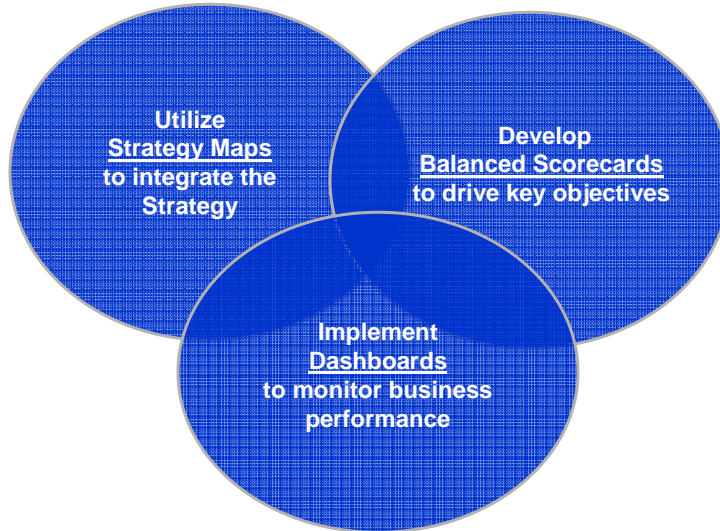 Utilize
Strategy Maps
to integrate the
Strategy
Develop
Balanced Scorecards
to drive key objectives
Implement
Dashboards
to monitor business
performance